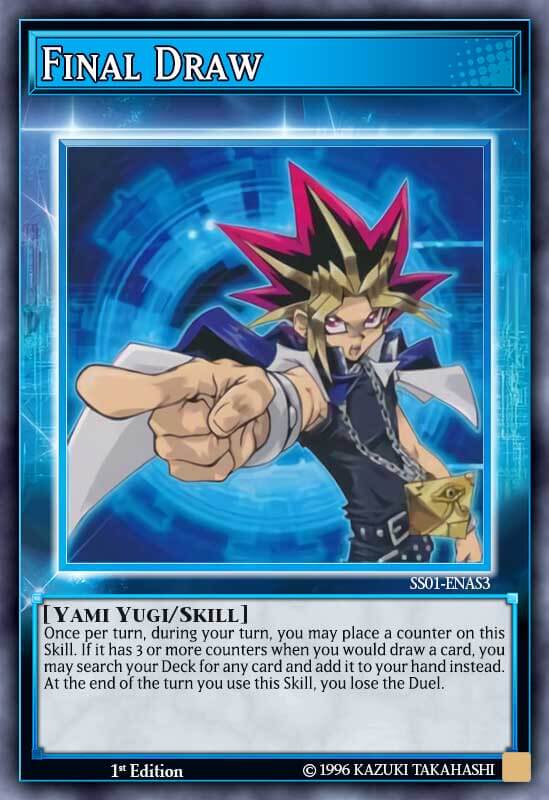 FINAL DRAW
SS01-ENAS3
[YAMI YUGI/SKILL]
Once per turn, during your turn, you may place a counter on this
Skill. If it has 3 or more counters when you would draw a card, you
may search your Deck for any card and add it to your hand instead.
At the end of the turn you use this Skill, you lose the Duel.
1st Edition
© 1996 KAZUKI TAKAHASHI